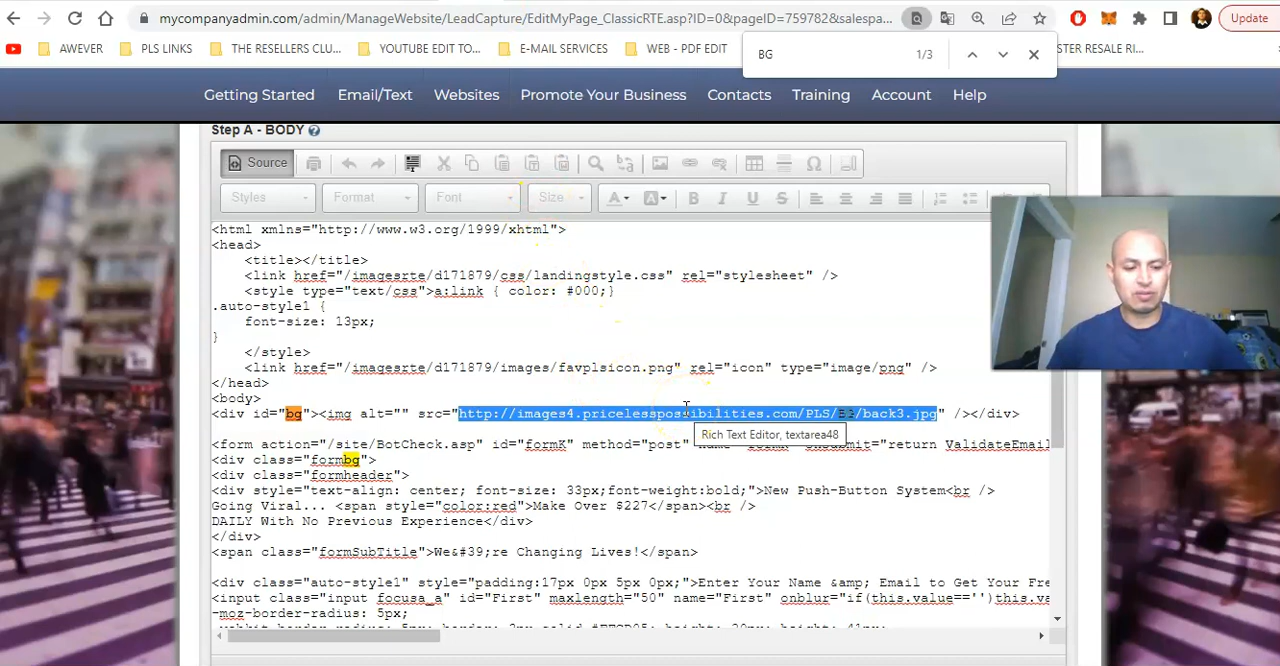 mycompanyadmin.com/admin/ManageWebsite/LeadCapture/EditMyPage_ClassicRTE.asp?ID=0&pageID=759782&salespa...
Update
AWEVER
PLS LINKS
THE RESELLERS CLU...
YOUTUBE EDIT TO...
E-MAIL SERVICES
WEB - PDF EDIT
BG
1/3
STER RESALE RI...
Getting Started
Email/Text
Websites
Promote Your Business
Contacts
Training
Account
Help
Step A - BODY
Source
Styles
Format
Font
Size
<html xmlns="http://www.w3.org/1999/xhtml">
<head>
<title></title>
<link href="/imagesrte/d171879/css/landingstyle.css" rel="stylesheet" />
<style type="text/css">a:link { color: #000;}
.auto-style1 {
font-size: 13px;
}
</style>
<link href="/imagesrte/d171879/images/favplsicon.png" rel="icon" type="image/png" />
</head>
<body>
<div id="bg"><img alt="" src="http://images4.pricelesspossibilities.com/PLS/BG/back3.jpg" /></div>
Rich Text Editor, textarea48
<form action="/site/BotCheck.asp" id="formK" method="post" name="formK" onsubmit="return ValidateEmail
<div class="formbg">
<div class="formheader">
<div style="text-align: center; font-size: 33px;font-weight:bold;">New Push-Button System<br />
Going Viral... <span style="color:red">Make Over $227</span><br />
DAILY With No Previous Experience</div>
</div>
<span class="formSubTitle">We&#39;re Changing Lives!</span>
<div class="auto-style1" style="padding:17px 0px 5px 0px;">Enter Your Name &amp; Email to Get Your Fre
<input class="input focusa_a" id="First" maxlength="50" name="First" onblur="if(this.value=='')this.va
-moz-border-radius: 5px;